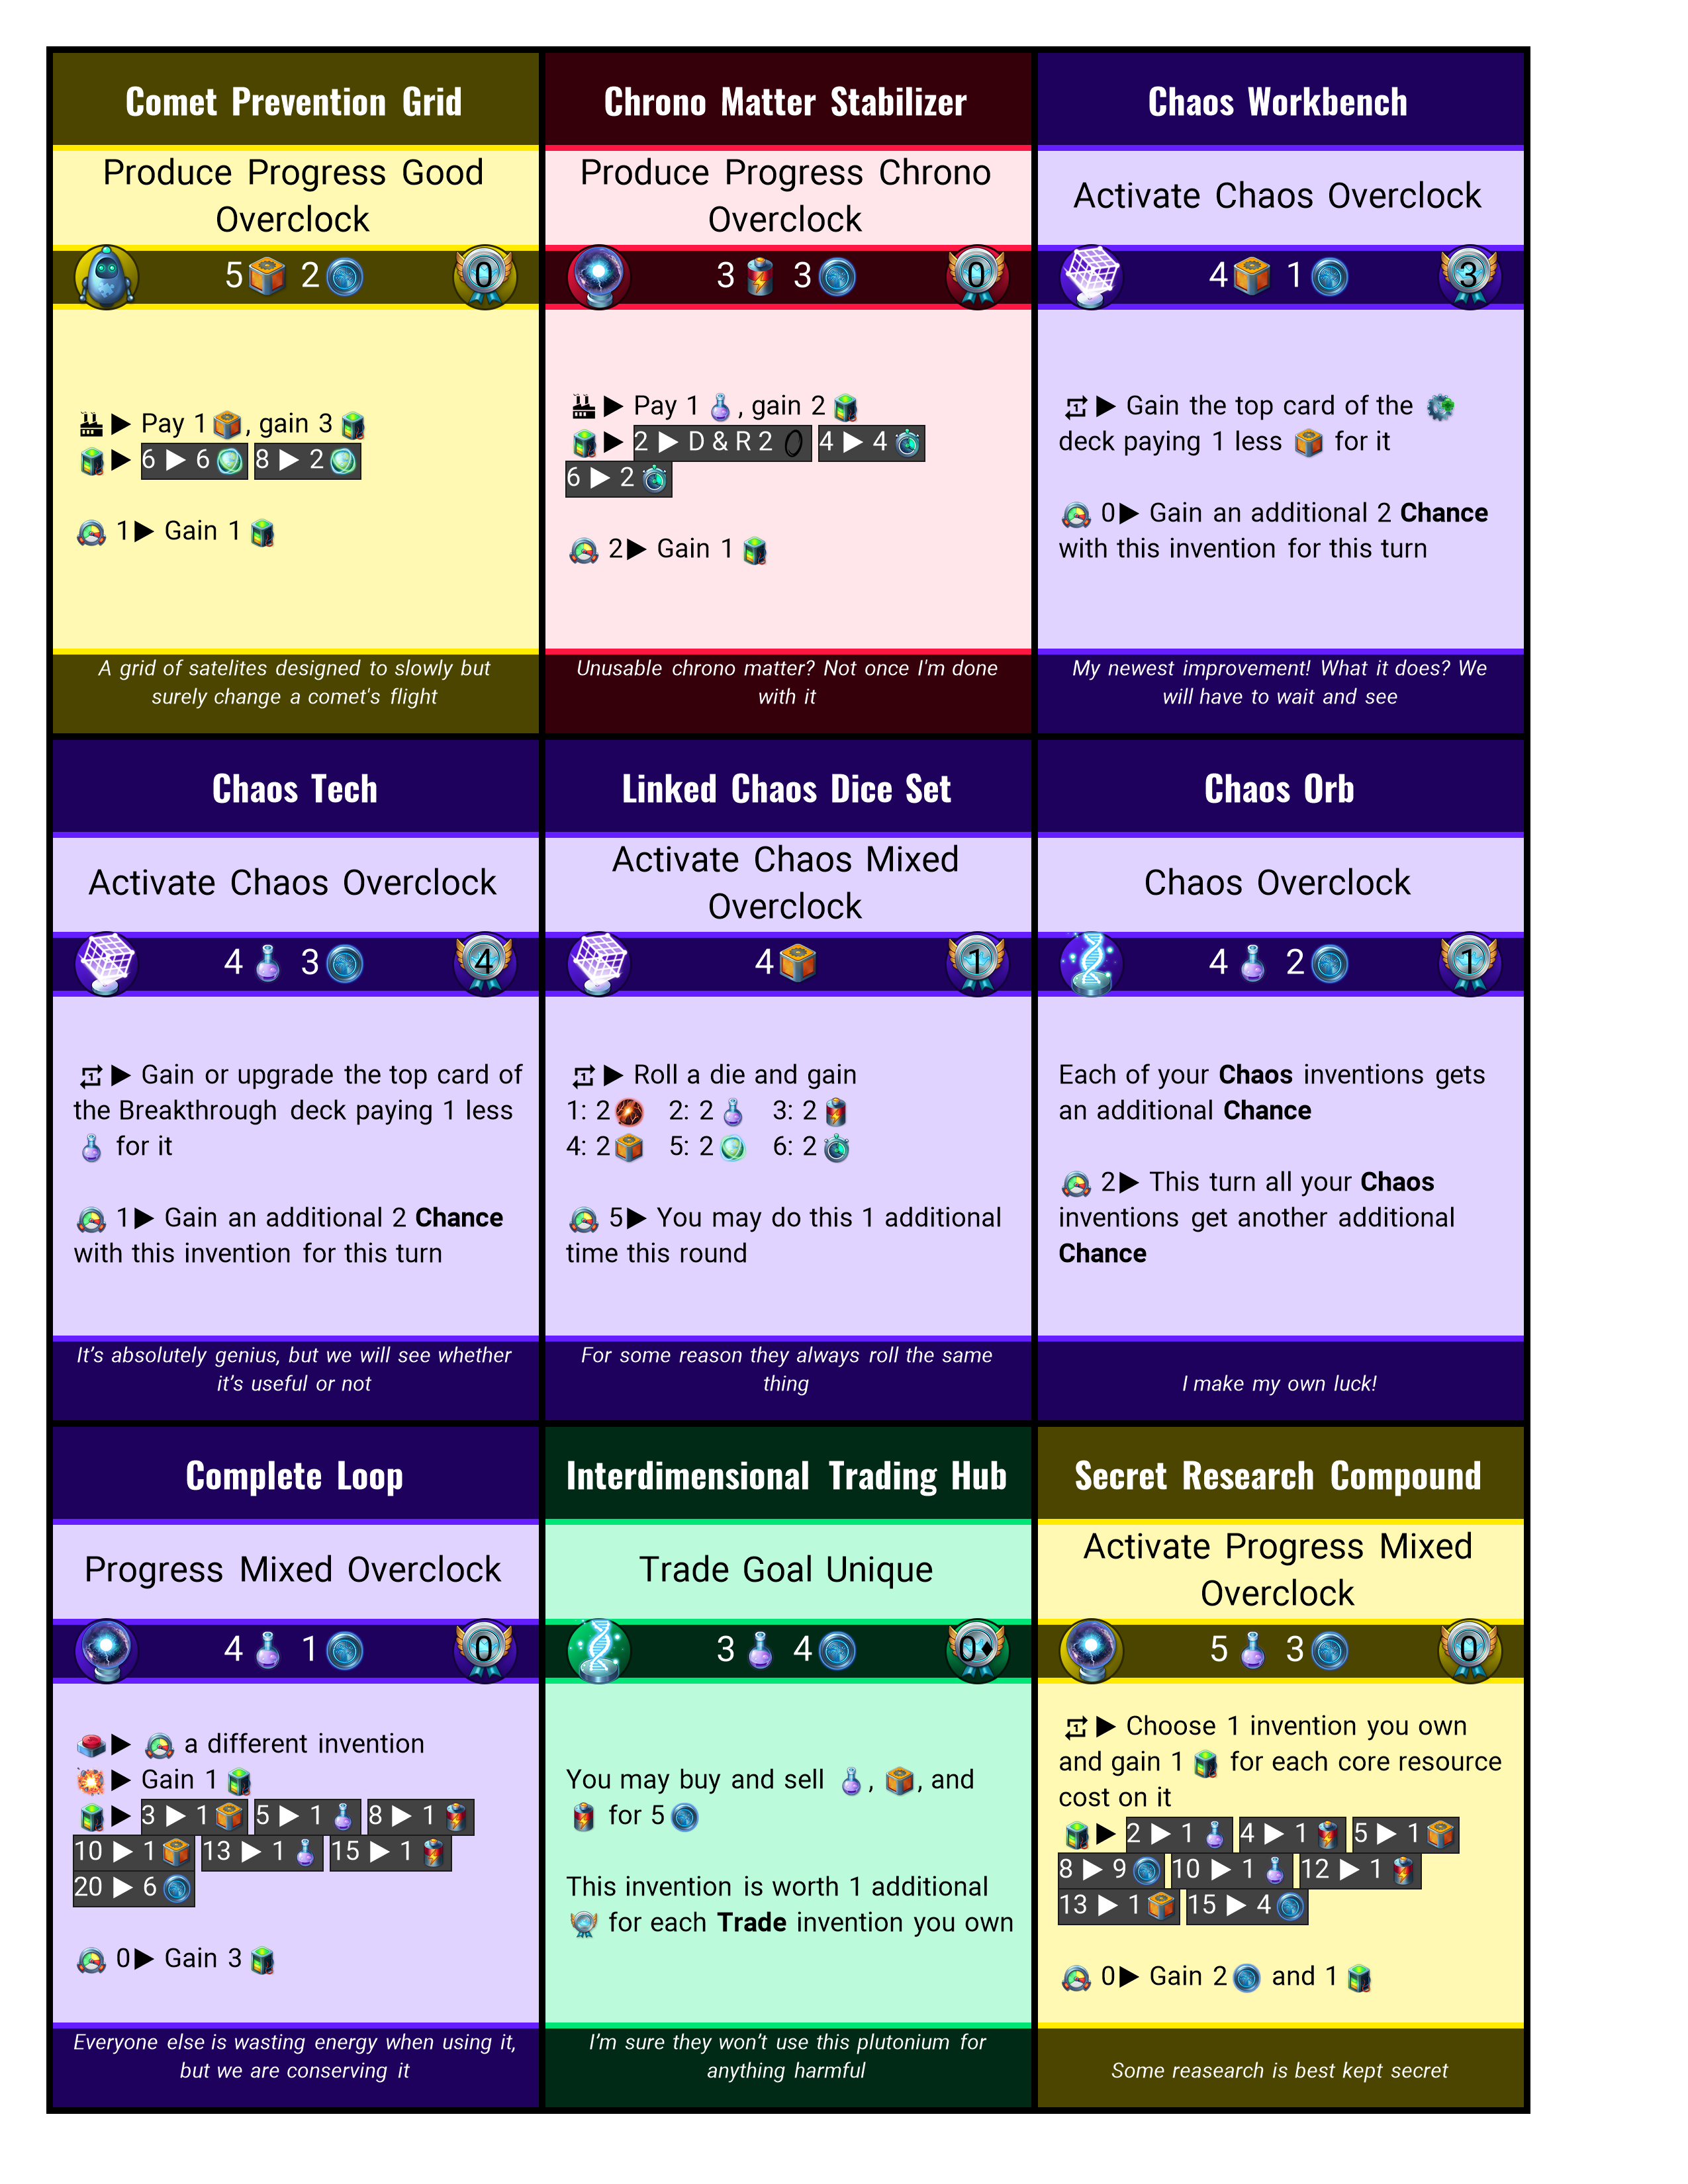 Comet Prevention Grid
Produce Progress Good
Overclock
5 2 0
▶ Pay 1 , gain 3
▶ 6 ▶ 6 8 ▶ 2
1▶ Gain 1
A grid of satelites designed to slowly but
surely change a comet's flight
Chrono Matter Stabilizer
Produce Progress Chrono
Overclock
3 3 0
▶ Pay 1 , gain 2
▶ 2 ▶ D & R 2 4 ▶ 4
6 ▶ 2
2▶ Gain 1
Unusable chrono matter? Not once I'm done
with it
Chaos Workbench
Activate Chaos Overclock
4 1 3
1 ▶ Gain the top card of the
deck paying 1 less for it
0▶ Gain an additional 2 Chance
with this invention for this turn
My newest improvement! What it does? We
will have to wait and see
Chaos Tech
Activate Chaos Overclock
4 3 4
1 ▶ Gain or upgrade the top card of
the Breakthrough deck paying 1 less
for it
1▶ Gain an additional 2 Chance
with this invention for this turn
It’s absolutely genius, but we will see whether
it’s useful or not
Linked Chaos Dice Set
Activate Chaos Mixed
Overclock
4 1
1 ▶ Roll a die and gain
1: 2 2: 2 3: 2
4: 2 5: 2 6: 2
5▶ You may do this 1 additional
time this round
For some reason they always roll the same
thing
Chaos Orb
Chaos Overclock
4 2 1
Each of your Chaos inventions gets
an additional Chance
2▶ This turn all your Chaos
inventions get another additional
Chance
I make my own luck!
Complete Loop
Progress Mixed Overclock
4 1 0
▶ a different invention
▶ Gain 1
▶ 3 ▶ 1 5 ▶ 1 8 ▶ 1
10 ▶ 1 13 ▶ 1 15 ▶ 1
20 ▶ 6
0▶ Gain 3
Everyone else is wasting energy when using it,
but we are conserving it
Interdimensional Trading Hub
Trade Goal Unique
3 4 0♦
You may buy and sell , , and
for 5
This invention is worth 1 additional
for each Trade invention you own
I’m sure they won’t use this plutonium for
anything harmful
Secret Research Compound
Activate Progress Mixed
Overclock
5 3 0
1 ▶ Choose 1 invention you own
and gain 1 for each core resource
cost on it
▶ 2 ▶ 1 4 ▶ 1 5 ▶ 1
8 ▶ 9 10 ▶ 1 12 ▶ 1
13 ▶ 1 15 ▶ 4
0▶ Gain 2 and 1
Some reasearch is best kept secret